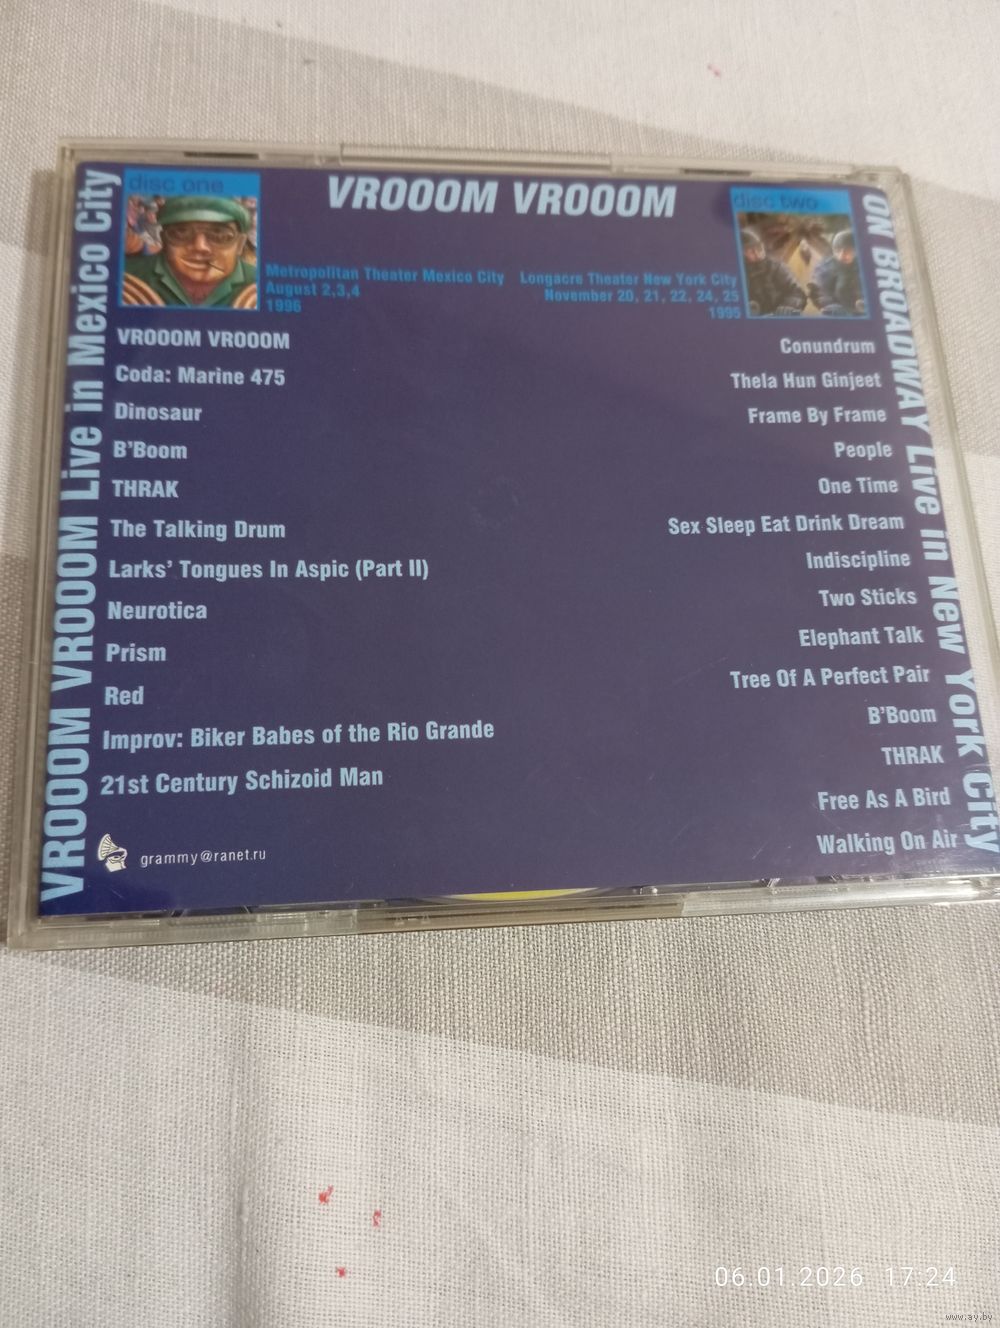 VROOOM VROOOM Live in Mexico City
disc one
VROOOM VROOOM
disc two
ON BROADWAY Live in New York City
Metropolitan Theater Mexico City
August 2,3,4
1996
Longacre Theater New York City
November 20, 21, 22, 24, 25
1995
VROOOM VROOOM
Coda: Marine 475
Dinosaur
B'Boom
THRAK
The Talking Drum
Larks' Tongues In Aspic (Part II)
Neurotica
Prism
Red
Improv: Biker Babes of the Rio Grande
21st Century Schizoid Man
Conundrum
Thela Hun Ginjeet
Frame By Frame
People
One Time
Sex Sleep Eat Drink Dream
Indiscipline
Two Sticks
Elephant Talk
Tree Of A Perfect Pair
B'Boom
THRAK
Free As A Bird
Walking On Air
grammy@ranet.ru
06 01 2026 17:24
www.ay.by